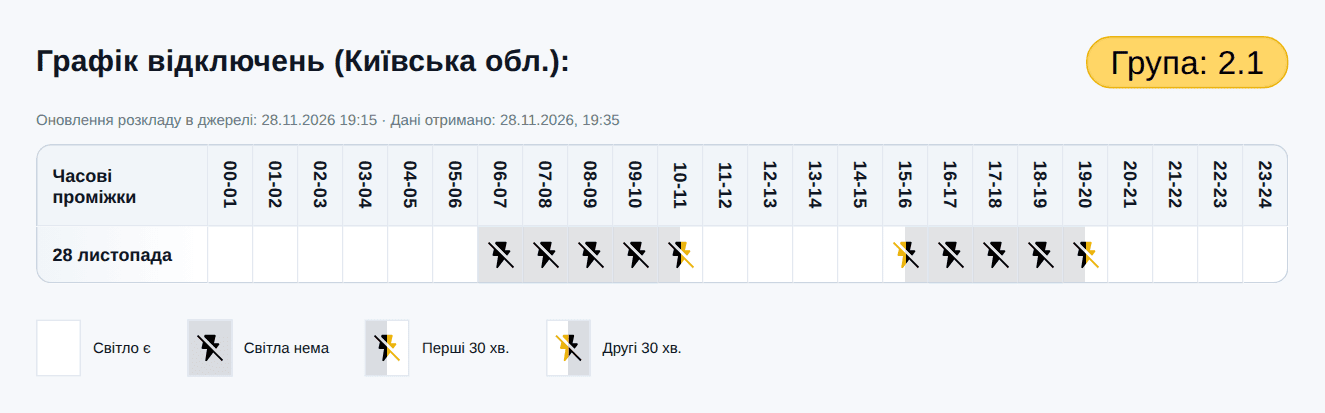 Графік відключень (Київська обл.):
Група: 2.1
Оновлення розкладу в джерелі: 28.11.2026 19:15 · Дані отримано: 28.11.2026, 19:35
Часові
проміжки
00-01 01-02 02-03 03-04 04-05 05-06 06-07 07-08 08-09 09-10 10-11 11-12 12-13 13-14 14-15 15-16 16-17 17-18 18-19 19-20 20-21 21-22 22-23 23-24
28 листопада
Світло є Світла нема Перші 30 хв. Другі 30 хв.